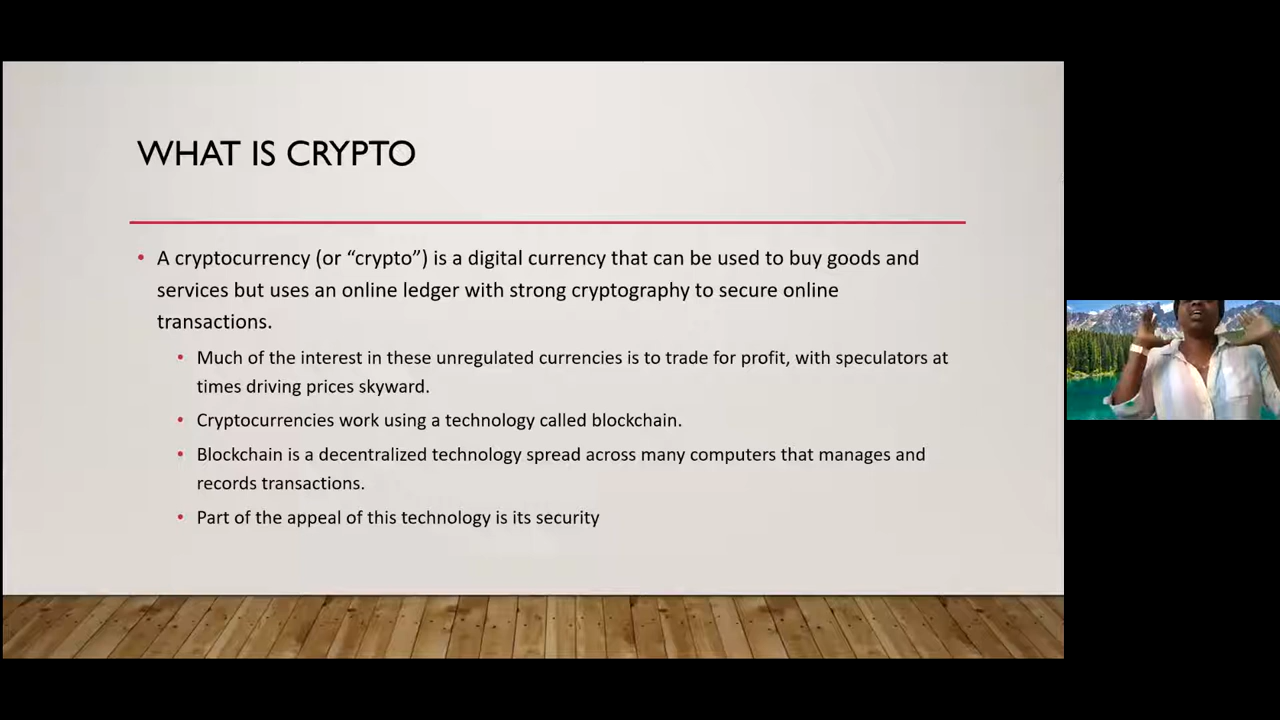 WHAT IS CRYPTO
• A cryptocurrency (or “crypto”) is a digital currency that can be used to buy goods and
services but uses an online ledger with strong cryptography to secure online
transactions.
• Much of the interest in these unregulated currencies is to trade for profit, with speculators at
times driving prices skyward.
• Cryptocurrencies work using a technology called blockchain.
• Blockchain is a decentralized technology spread across many computers that manages and
records transactions.
• Part of the appeal of this technology is its security